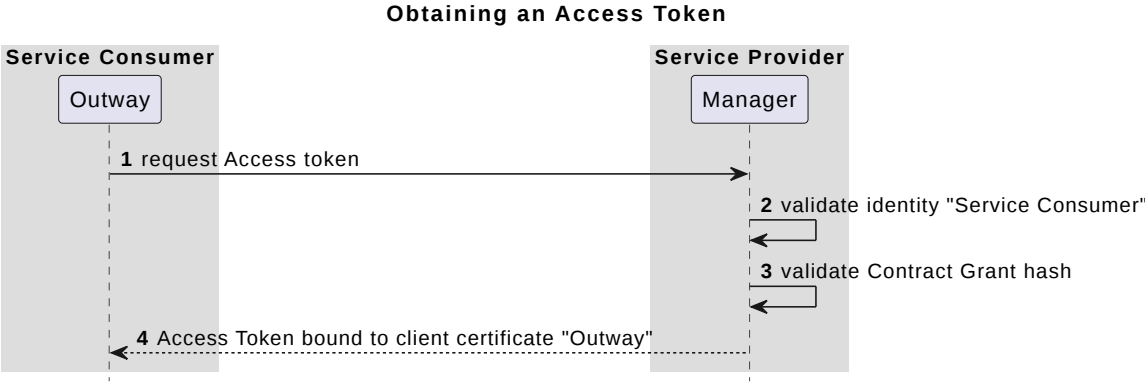 Obtaining an Access Token
Service Consumer
Service Provider
Outway
Manager
1 request Access token
2 validate identity "Service Consumer"
3 validate Contract Grant hash
4 Access Token bound to client certificate "Outway"